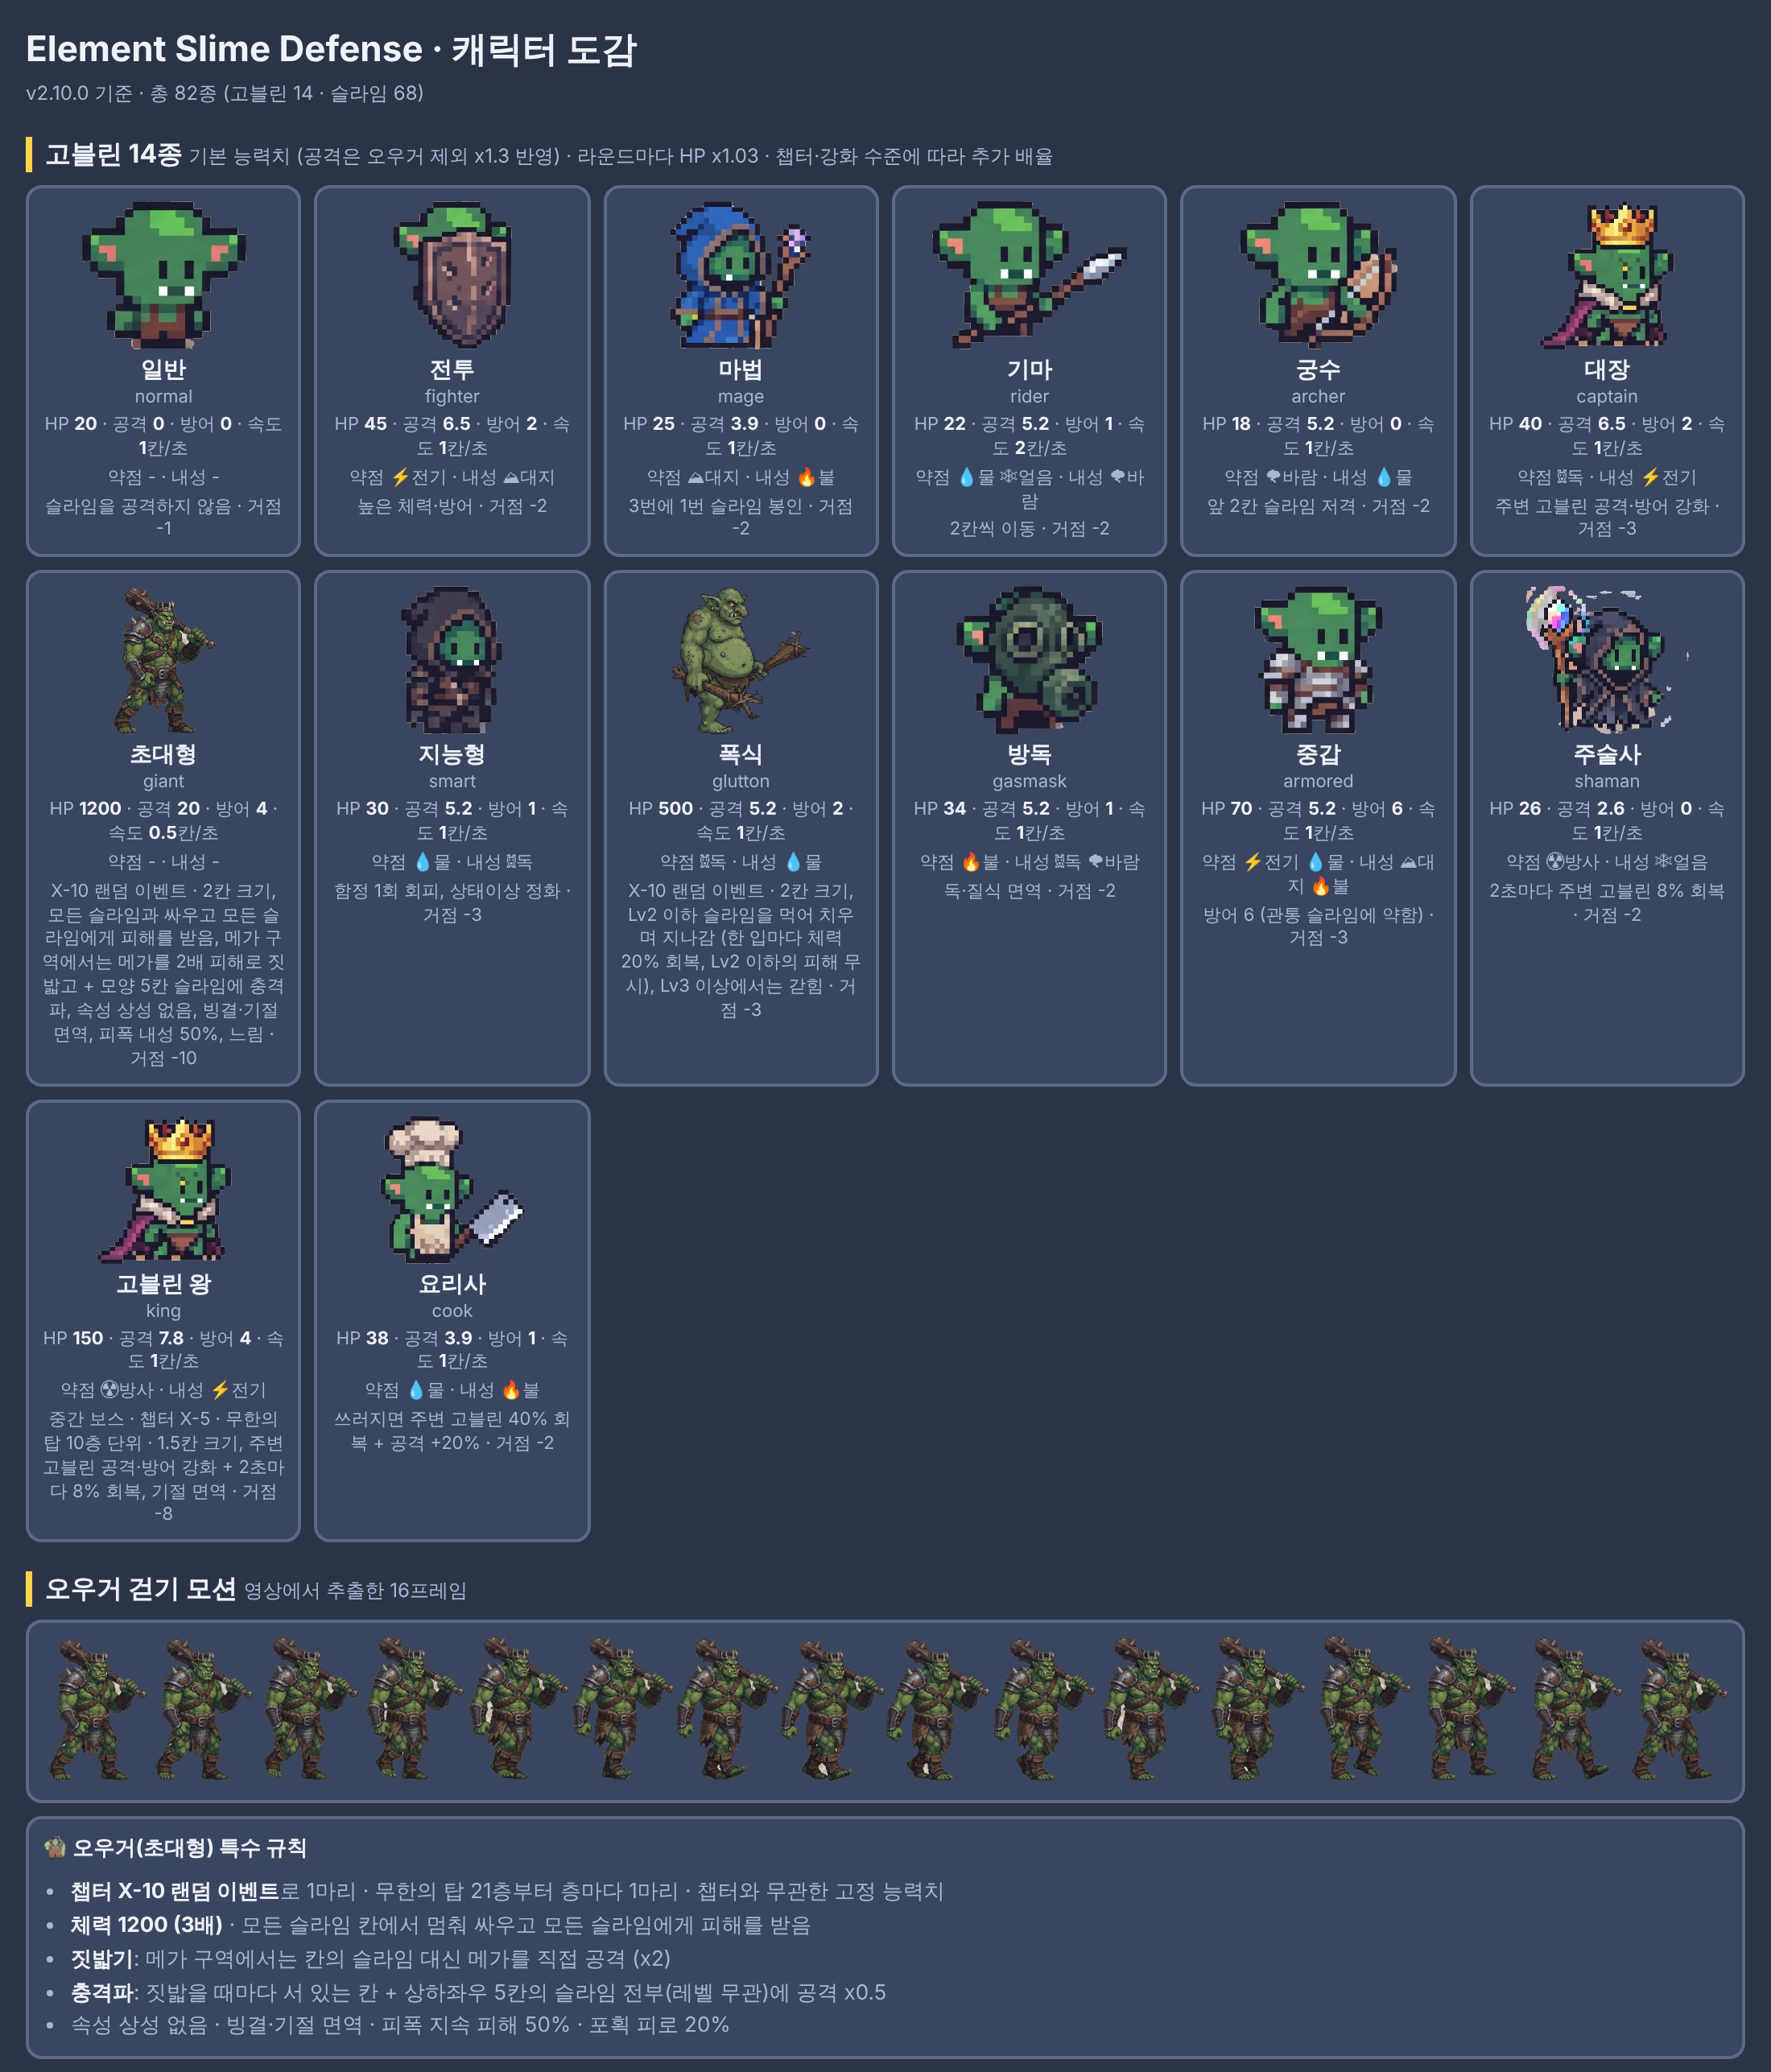 Element Slime Defense · 캐릭터 도감
v2.10.0 기준 · 총 82종 (고블린 14 · 슬라임 68)
고블린 14종 기본 능력치 (공격은 오우거 제외 x1.3 반영) · 라운드마다 HP x1.03 · 챕터·강화 수준에 따라 추가 배율
일반
normal
HP 20 · 공격 0 · 방어 0 · 속도
1칸/초
약점 - · 내성 -
슬라임을 공격하지 않음 · 거점
-1
전투
fighter
HP 45 · 공격 6.5 · 방어 2 · 속
도 1칸/초
약점 ⚡전기 · 내성 ⛰대지
높은 체력·방어 · 거점 -2
마법
mage
HP 25 · 공격 3.9 · 방어 0 · 속
도 1칸/초
약점 ⛰대지 · 내성 🔥불
3번에 1번 슬라임 봉인 · 거점
-2
기마
rider
HP 22 · 공격 5.2 · 방어 1 · 속
도 2칸/초
약점 💧물 ❄얼음 · 내성 🌪바
람
2칸씩 이동 · 거점 -2
궁수
archer
HP 18 · 공격 5.2 · 방어 0 · 속
도 1칸/초
약점 🌪바람 · 내성 💧물
앞 2칸 슬라임 저격 · 거점 -2
대장
captain
HP 40 · 공격 6.5 · 방어 2 · 속
도 1칸/초
약점 ☠독 · 내성 ⚡전기
주변 고블린 공격·방어 강화 ·
거점 -3
초대형
giant
HP 1200 · 공격 20 · 방어 4 ·
속도 0.5칸/초
약점 - · 내성 -
X-10 랜덤 이벤트 · 2칸 크기,
모든 슬라임과 싸우고 모든 슬
라임에게 피해를 받음, 메가 구
역에서는 메가를 2배 피해로 짓
밟고 + 모양 5칸 슬라임에 충격
파, 속성 상성 없음, 빙결·기절
면역, 피폭 내성 50%, 느림 ·
거점 -10
지능형
smart
HP 30 · 공격 5.2 · 방어 1 · 속
도 1칸/초
약점 💧물 · 내성 ☠독
함정 1회 회피, 상태이상 정화 ·
거점 -3
폭식
glutton
HP 500 · 공격 5.2 · 방어 2 ·
속도 1칸/초
약점 ☠독 · 내성 💧물
X-10 랜덤 이벤트 · 2칸 크기,
Lv2 이하 슬라임을 먹어 치우
며 지나감 (한 입마다 체력
20% 회복, Lv2 이하의 피해 무
시), Lv3 이상에서는 갇힘 · 거
점 -3
방독
gasmask
HP 34 · 공격 5.2 · 방어 1 · 속
도 1칸/초
약점 🔥불 · 내성 ☠독 🌪바람
독·질식 면역 · 거점 -2
중갑
armored
HP 70 · 공격 5.2 · 방어 6 · 속
도 1칸/초
약점 ⚡전기 💧물 · 내성 ⛰대
지 🔥불
방어 6 (관통 슬라임에 약함) ·
거점 -3
주술사
shaman
HP 26 · 공격 2.6 · 방어 0 · 속
도 1칸/초
약점 ☢방사 · 내성 ❄얼음
2초마다 주변 고블린 8% 회복
· 거점 -2
고블린 왕
king
HP 150 · 공격 7.8 · 방어 4 · 속
도 1칸/초
약점 ☢방사 · 내성 ⚡전기
중간 보스 · 챕터 X-5 · 무한의
탑 10층 단위 · 1.5칸 크기, 주변
고블린 공격·방어 강화 + 2초마
다 8% 회복, 기절 면역 · 거점
-8
요리사
cook
HP 38 · 공격 3.9 · 방어 1 · 속
도 1칸/초
약점 💧물 · 내성 🔥불
쓰러지면 주변 고블린 40% 회
복 + 공격 +20% · 거점 -2
오우거 걷기 모션 영상에서 추출한 16프레임
오우거(초대형) 특수 규칙
• 챕터 X-10 랜덤 이벤트로 1마리 · 무한의 탑 21층부터 층마다 1마리 · 챕터와 무관한 고정 능력치
• 체력 1200 (3배) · 모든 슬라임 칸에서 멈춰 싸우고 모든 슬라임에게 피해를 받음
• 짓밟기: 메가 구역에서는 칸의 슬라임 대신 메가를 직접 공격 (x2)
• 충격파: 짓밟을 때마다 서 있는 칸 + 상하좌우 5칸의 슬라임 전부(레벨 무관)에 공격 x0.5
• 속성 상성 없음 · 빙결·기절 면역 · 피폭 지속 피해 50% · 포획 피로 20%